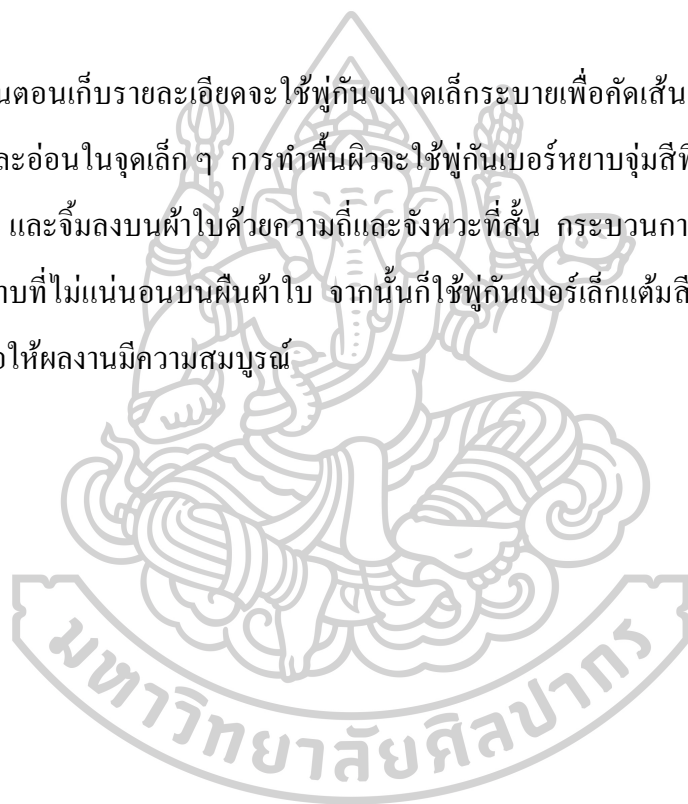 นตอนเก็บรายละเอียดจะใช้พู่กันขนาดเล็กระบายเพื่อคัดเส้น
ละอ่อนในจุดเล็ก ๆ การทำพื้นผิวจะใช้พู่กันเบอร์หยาบจุ่มสีที
และจิ้มลงบนผ้าใบด้วยความถี่และจังหวะที่สั้น กระบวนกา
าบที่ไม่แน่นอนบนผืนผ้าใบ จากนั้นก็ใช้พู่กันเบอร์เล็กแต้มสี
อให้ผลงานมีความสมบูรณ์
มหาวิทยาลัยศิลปากร